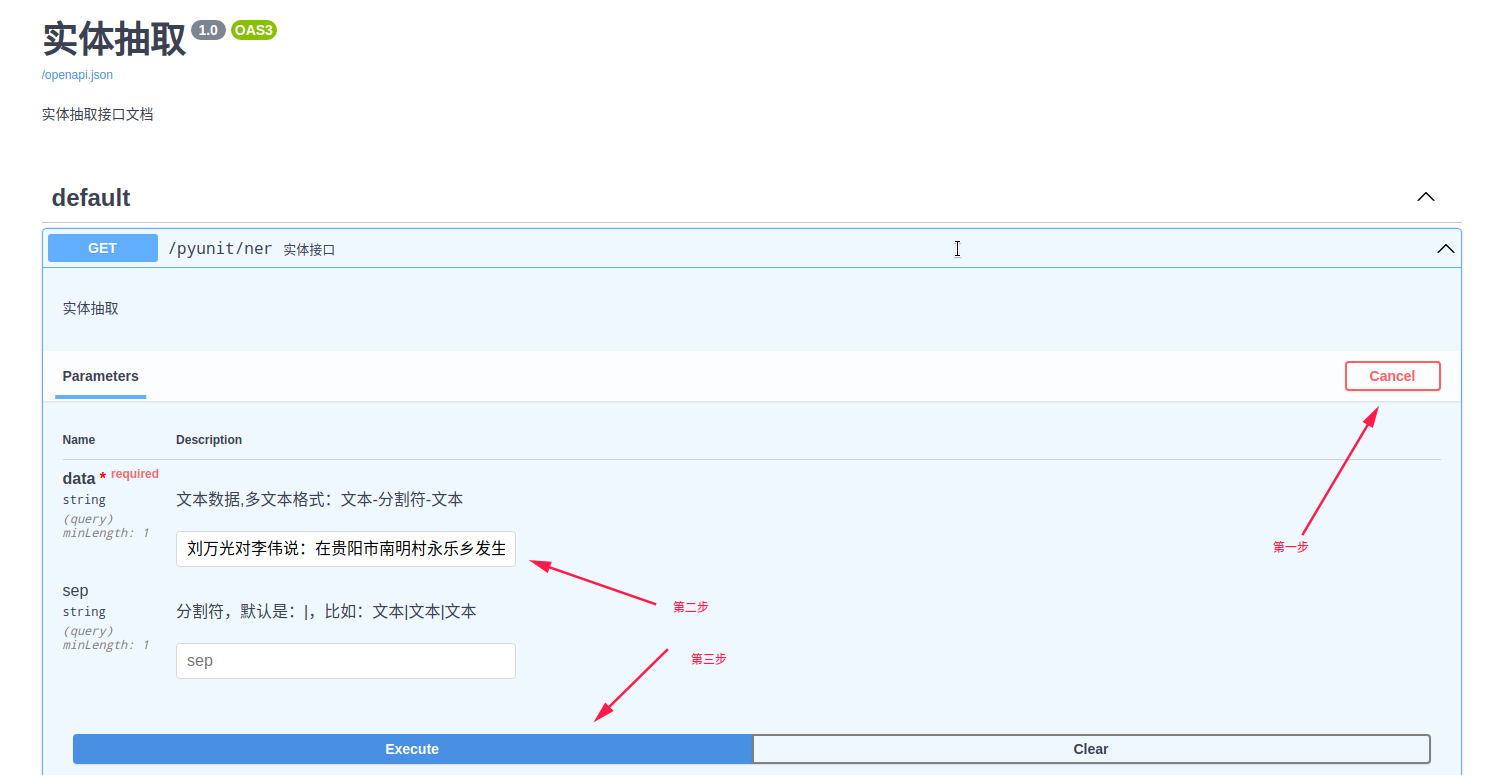 实体抽取 1.0 OAS3
/openapi.json
实体抽取接口文档
default
GET /pyunit/ner 实体接口
实体抽取
Parameters Cancel
Name Description
data * required
string
(query)
minLength: 1
文本数据,多文本格式：文本-分割符-文本
刘万光对李伟说：在贵阳市南明村永乐乡发生
第一步
sep
string
(query)
minLength: 1
分割符，默认是：|，比如：文本|文本|文本
第二步
sep
第三步
Execute Clear